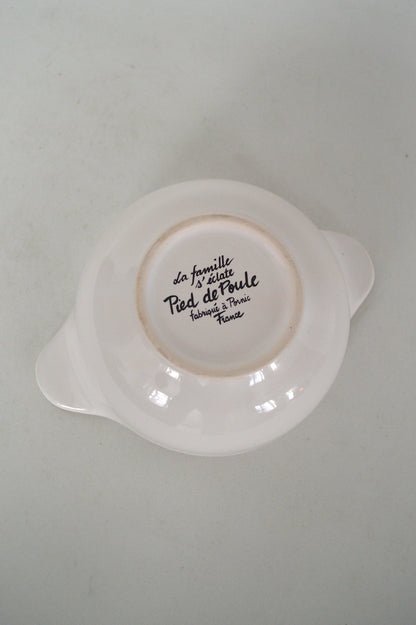 La famille
s'éclate
Pied de Poule
fabriqué à Pornic
France